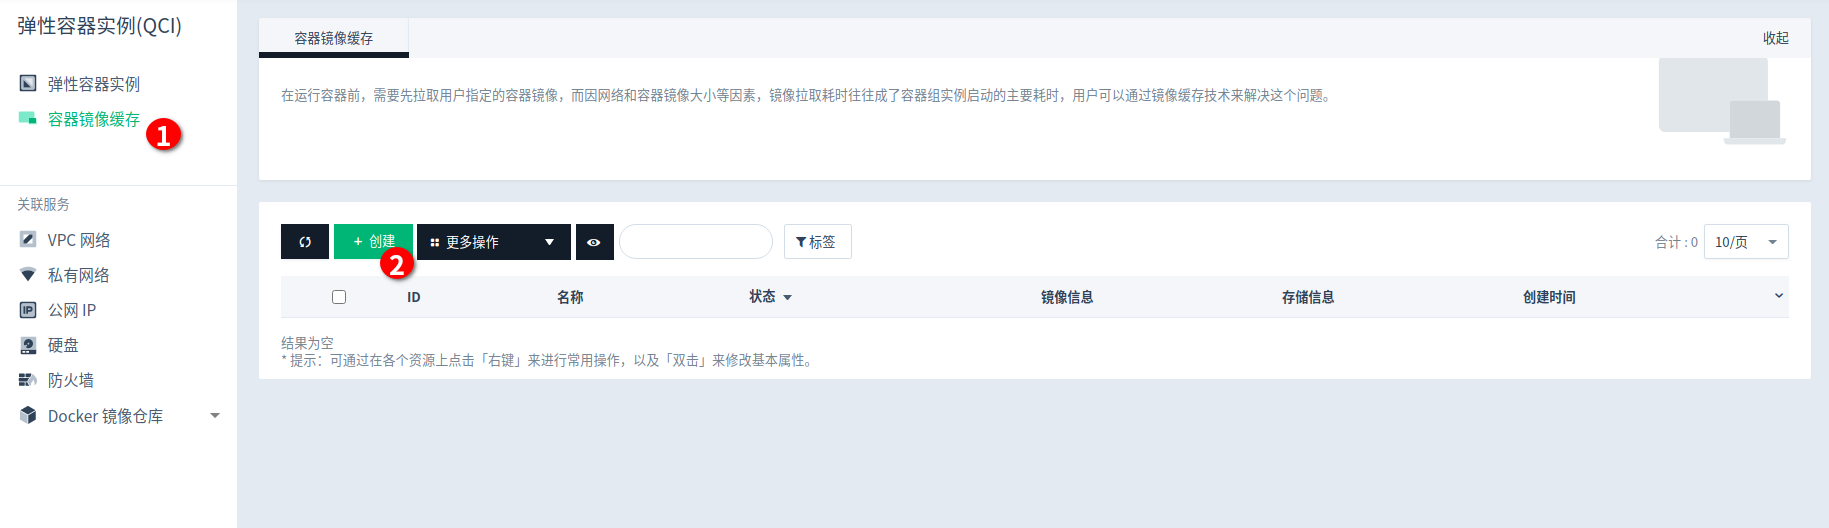 弹性容器实例(QCI)
弹性容器实例
容器镜像缓存
1
关联服务
VPC 网络
私有网络
公网 IP
IP
硬盘
防火墙
Docker 镜像仓库
容器镜像缓存
收起
在运行容器前，需要先拉取用户指定的容器镜像，而因网络和容器镜像大小等因素，镜像拉取耗时往往成了容器组实例启动的主要耗时，用户可以通过镜像缓存技术来解决这个问题。
+ 创建
2
更多操作
标签
合计 : 0
10/页
ID 名称 状态 镜像信息 存储信息 创建时间
结果为空
* 提示：可通过在各个资源上点击「右键」来进行常用操作，以及「双击」来修改基本属性。